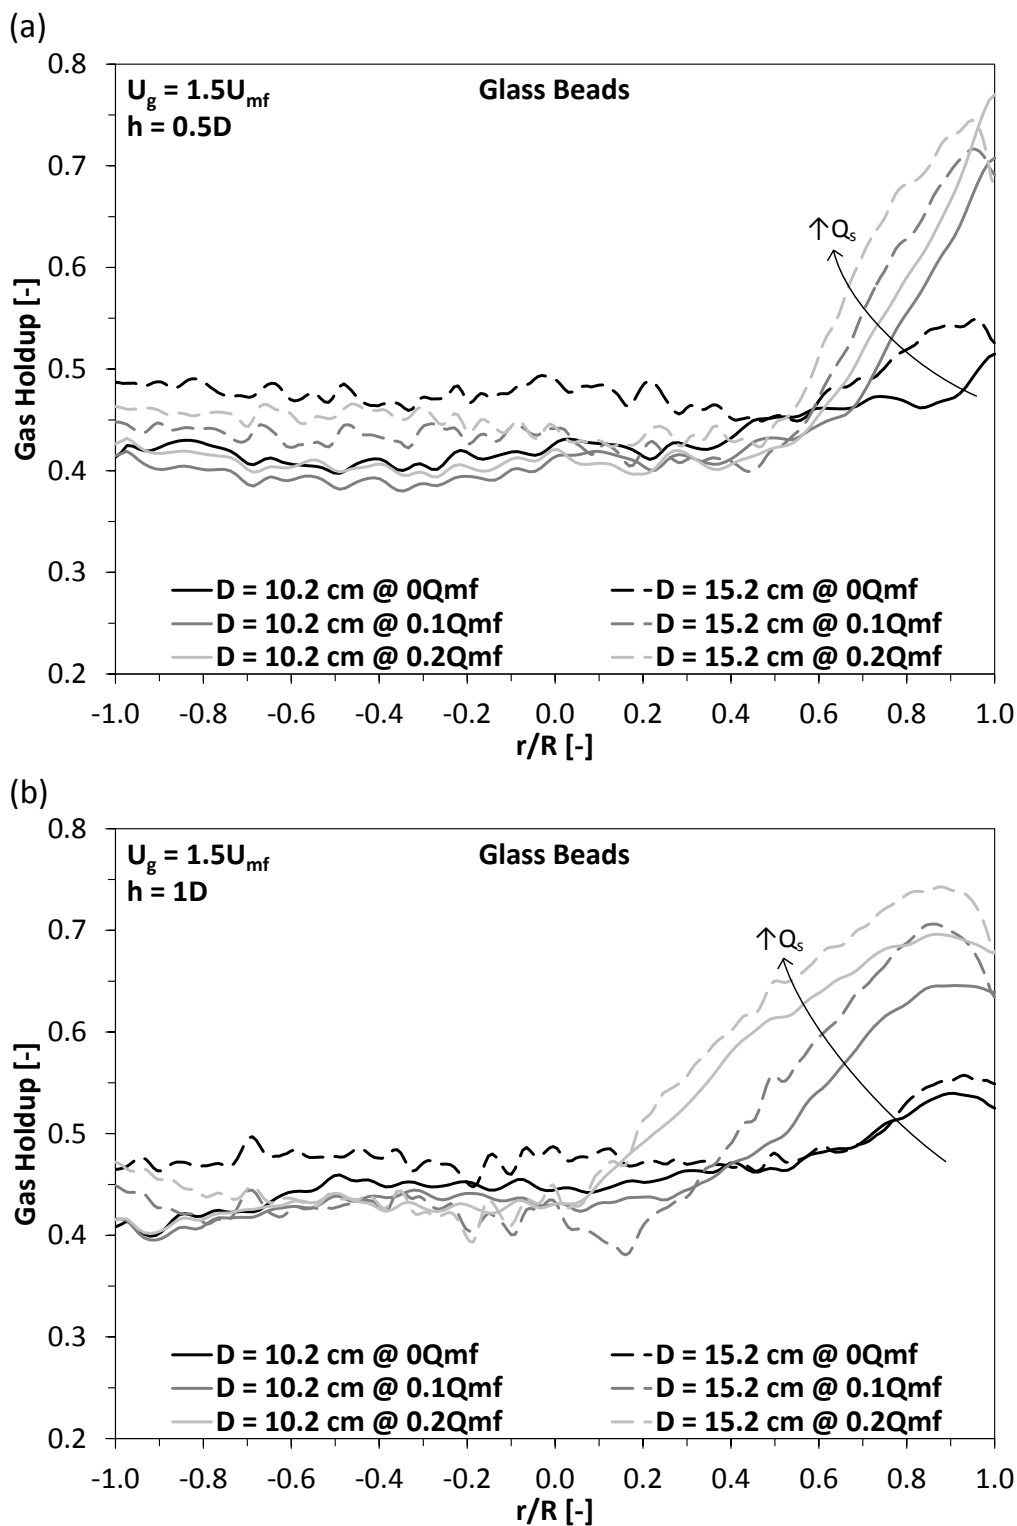 (a)
0.8
0.7
0.6
0.5
0.4
0.3
0.2
Gas Holdup [-]
U_g = 1.5U_mf
h = 0.5D
Glass Beads
↑Q_s
D = 10.2 cm @ 0Qmf
D = 15.2 cm @ 0Qmf
D = 10.2 cm @ 0.1Qmf
D = 15.2 cm @ 0.1Qmf
D = 10.2 cm @ 0.2Qmf
D = 15.2 cm @ 0.2Qmf
-1.0 -0.8 -0.6 -0.4 -0.2 0.0 0.2 0.4 0.6 0.8 1.0
r/R [-]
(b)
0.8
0.7
0.6
0.5
0.4
0.3
0.2
Gas Holdup [-]
U_g = 1.5U_mf
h = 1D
Glass Beads
↑Q_s
D = 10.2 cm @ 0Qmf
D = 15.2 cm @ 0Qmf
D = 10.2 cm @ 0.1Qmf
D = 15.2 cm @ 0.1Qmf
D = 10.2 cm @ 0.2Qmf
D = 15.2 cm @ 0.2Qmf
-1.0 -0.8 -0.6 -0.4 -0.2 0.0 0.2 0.4 0.6 0.8 1.0
r/R [-]